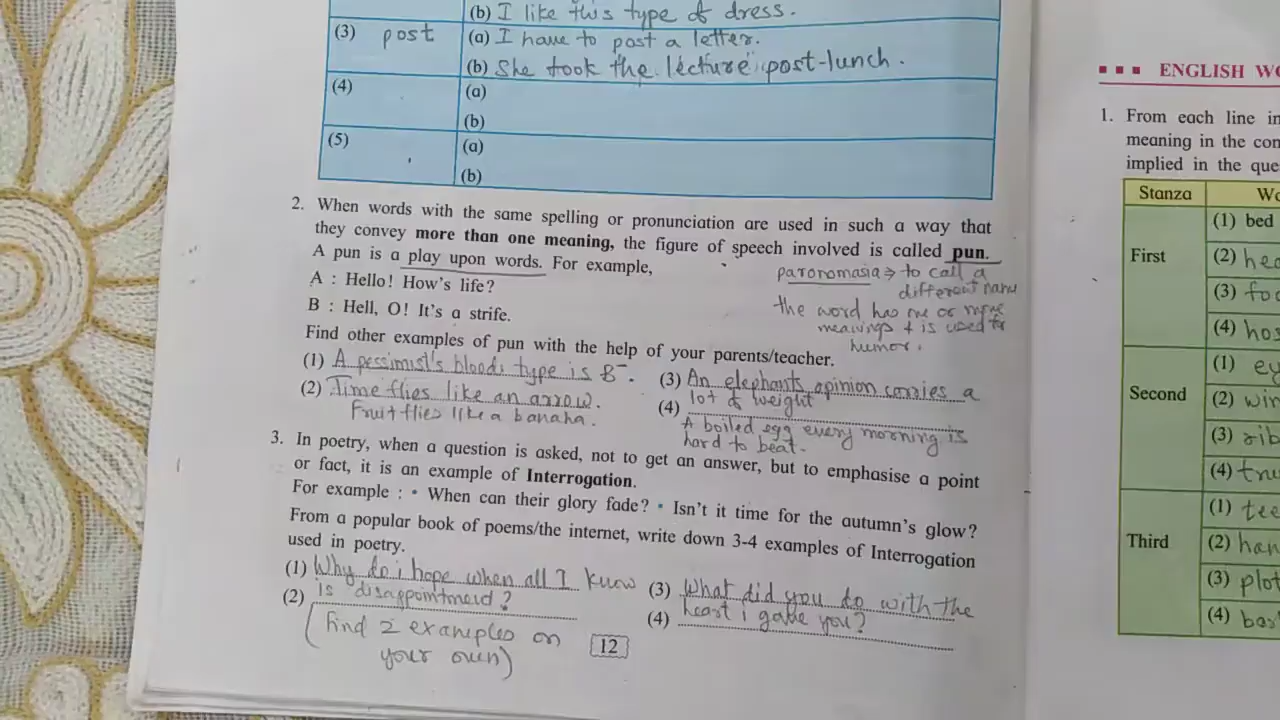 (b) I like this type of dress.
(3) post
(a) I have to post a letter.
(b) She took the lecture post-lunch.
(4)
(a)
(b)
(5)
(a)
(b)
2. When words with the same spelling or pronunciation are used in such a way that
they convey more than one meaning, the figure of speech involved is called pun.
A pun is a play upon words. For example,
paronomasia ⇒ to call a
different name
the word has one or more
meanings & is used for
humor.
A : Hello! How's life?
B : Hell, O! It's a strife.
Find other examples of pun with the help of your parents/teacher.
(1) A pessimist's blood type is B⁻.
(2) Time flies like an arrow.
Fruit flies like a banana.
(3) An elephants opinion carries a
lot of weight
(4)
A boiled egg every morning is
hard to beat.
3. In poetry, when a question is asked, not to get an answer, but to emphasise a point
or fact, it is an example of Interrogation.
For example : • When can their glory fade? • Isn't it time for the autumn's glow?
From a popular book of poems/the internet, write down 3-4 examples of Interrogation
used in poetry.
(1) Why do i hope when all I know
is disappointment?
(2)
(find 2 examples on
your own)
(3) What did you do with the
heart i gave you?
(4)
12
ENGLISH
1. From each line in
meaning in the
implied in the
Stanza
First
(1) bed
(2)
(3)
(4)
Second
(1)
(2)
(3)
(4)
Third
(1)
(2)
(3)
(4)